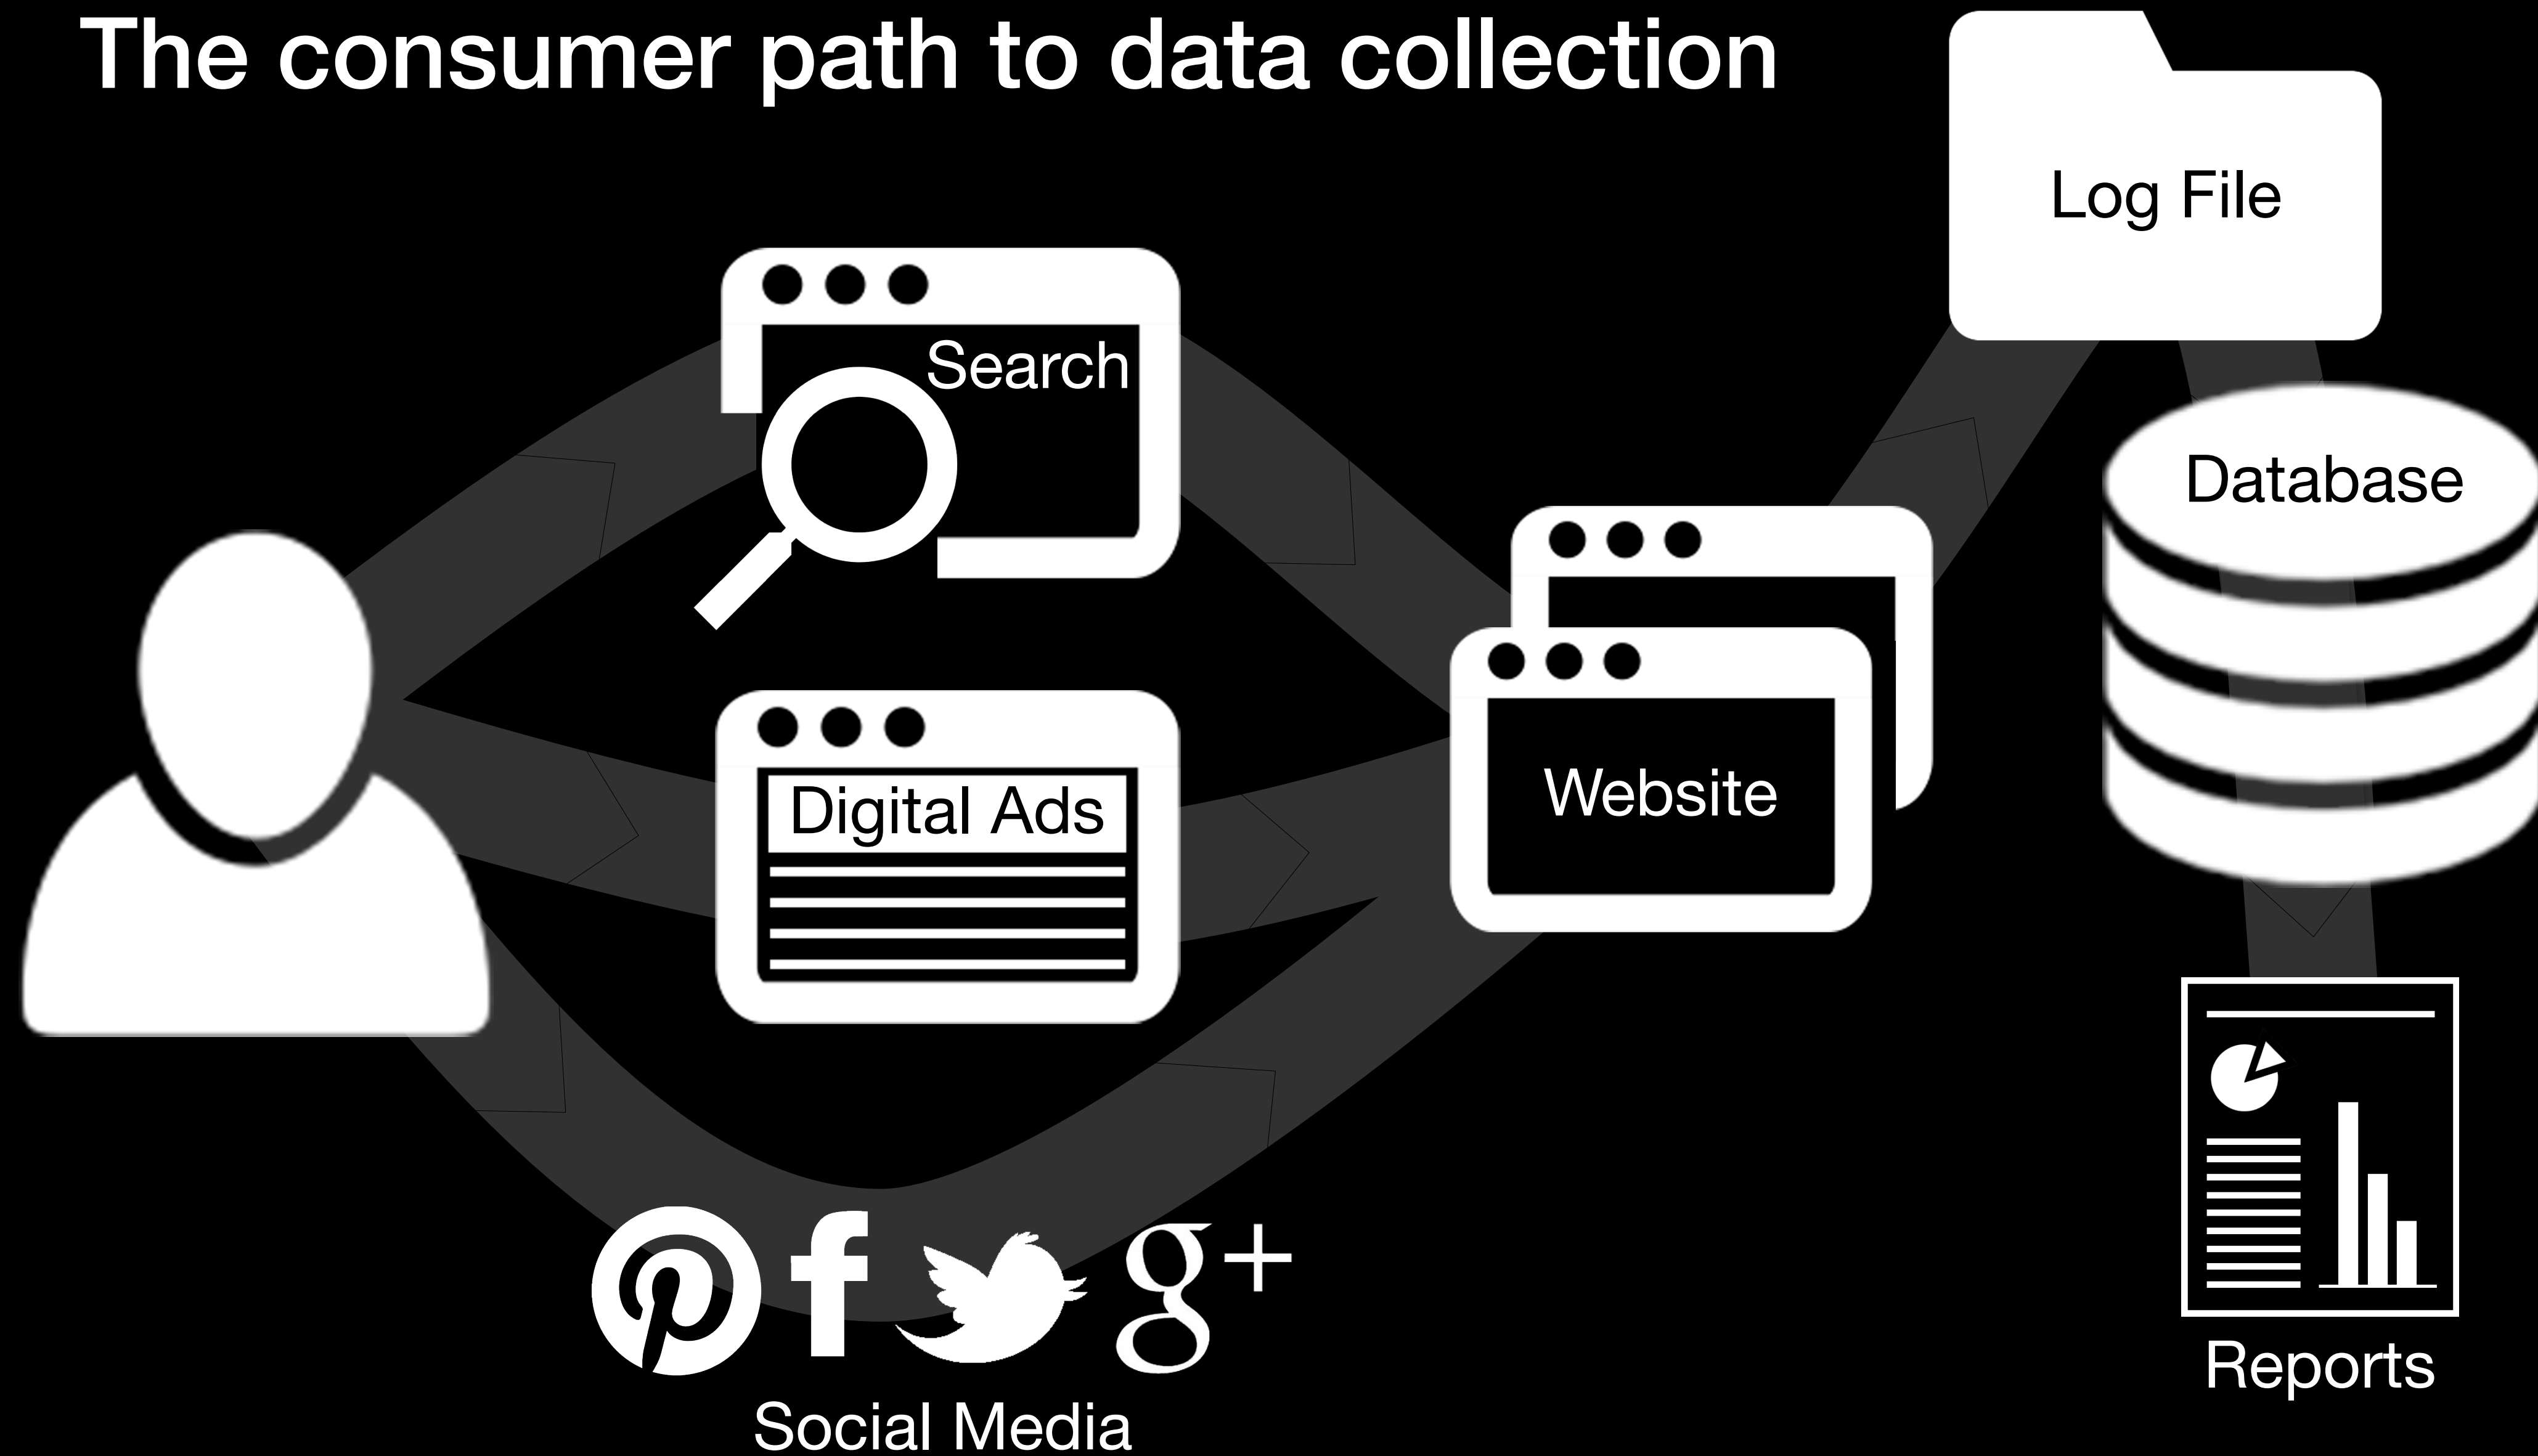 The consumer path to data collection
Log File
Search
Database
Digital Ads
Website
g+
Social Media
Reports